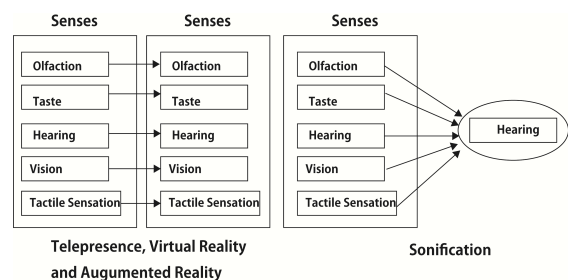 Senses
Senses
Senses
Olfaction
Olfaction
Olfaction
Taste
Taste
Taste
Hearing
Hearing
Hearing
Hearing
Vision
Vision
Vision
Tactile Sensation
Tactile Sensation
Tactile Sensation
Telepresence, Virtual Reality
and Augumented Reality
Sonification